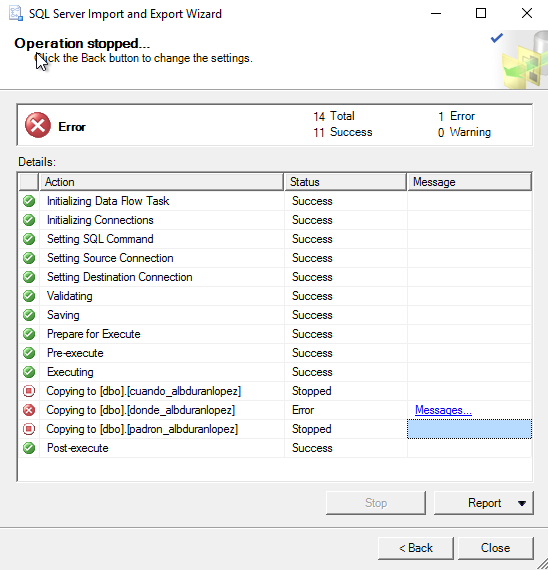 SQL Server Import and Export Wizard
Operation stopped...
Click the Back button to change the settings.
Error
14 Total 1 Error
11 Success 0 Warning
Details:
Action Status Message
Initializing Data Flow Task Success
Initializing Connections Success
Setting SQL Command Success
Setting Source Connection Success
Setting Destination Connection Success
Validating Success
Saving Success
Prepare for Execute Success
Pre-execute Success
Executing Success
Copying to [dbo].[cuando_albduranlopez] Stopped
Copying to [dbo].[donde_albduranlopez] Error Messages...
Copying to [dbo].[padron_albduranlopez] Stopped
Post-execute Success
Stop Report
< Back Close